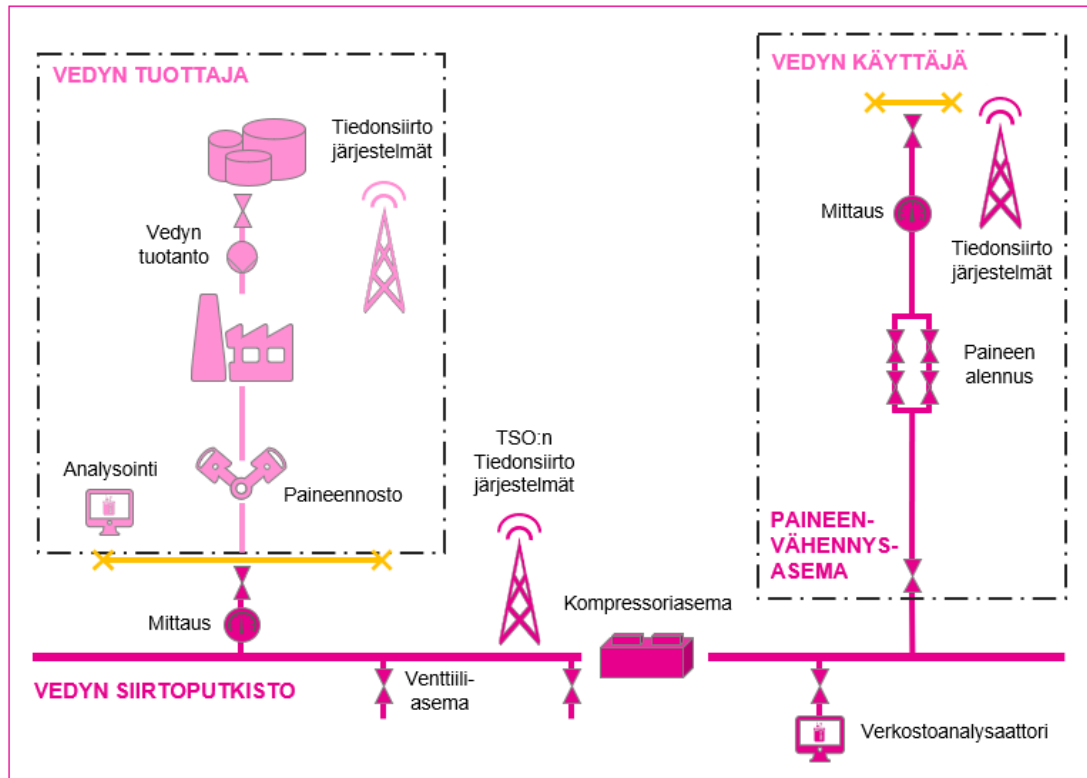 VEDYN TUOTTAJA
Tiedonsiirto
järjestelmät
Vedyn
tuotanto
Analysointi
Paineennosto
Mittaus
TSO:n
Tiedonsiirto
järjestelmät
Kompressoriasema
VEDYN SIIRTOPUTKISTO
Venttiili-
asema
VEDYN KÄYTTÄJÄ
Mittaus
Tiedonsiirto
järjestelmät
Paineen
alennus
PAINEEN-
VÄHENNYS-
ASEMA
Verkostoanalysaattori